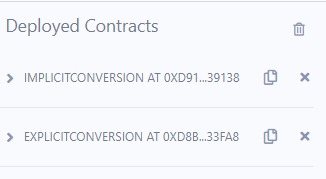 Deployed Contracts
IMPLICITCONVERSION AT 0XD91...39138
EXPLICITCONVERSION AT 0XD8B...33FA8